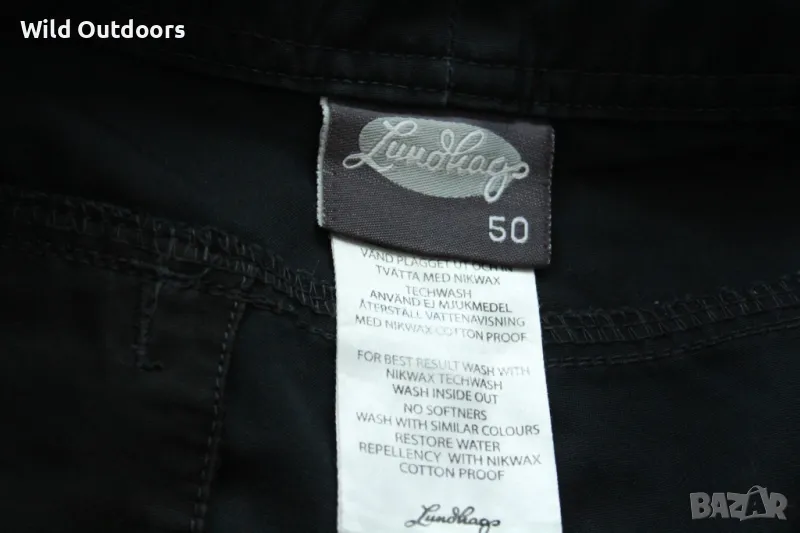 Wild Outdoors
Lundhags
50
VÄND PLAGGET UT OCH IN
TVÄTTA MED NIKWAX
TECHWASH
ANVÄND EJ MJUKMEDEL
ÅTERSTÄLL VATTENAVISNING
MED NIKWAX COTTON PROOF
FOR BEST RESULT WASH WITH
NIKWAX TECHWASH
WASH INSIDE OUT
NO SOFTNERS
WASH WITH SIMILAR COLOURS
RESTORE WATER
REPELLENCY WITH NIKWAX
COTTON PROOF
Lundhags
BAZAR